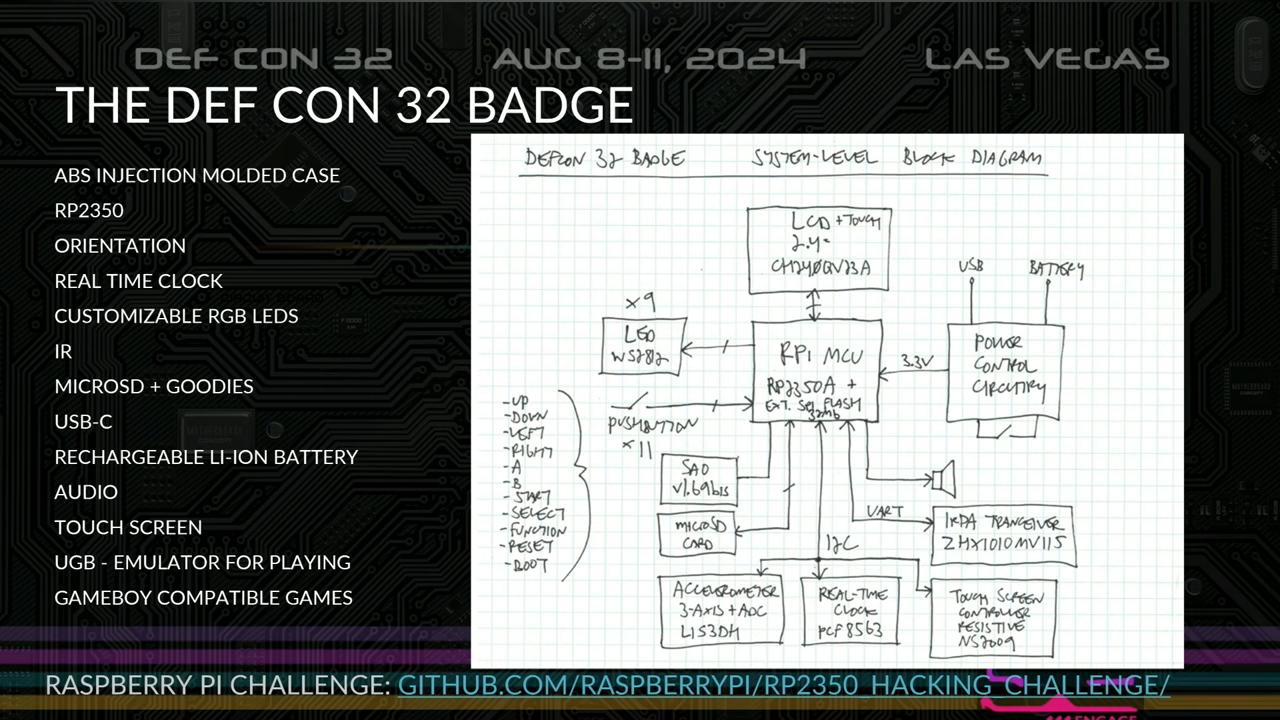 DEF CON 32 AUG 8-11, 2024 LAS VEGAS
THE DEF CON 32 BADGE
ABS INJECTION MOLDED CASE
RP2350
ORIENTATION
REAL TIME CLOCK
CUSTOMIZABLE RGB LEDS
IR
MICROSD + GOODIES
USB-C
RECHARGEABLE LI-ION BATTERY
AUDIO
TOUCH SCREEN
UGB - EMULATOR FOR PLAYING
GAMEBOY COMPATIBLE GAMES
DEFCON 32 BADGE SYSTEM-LEVEL BLOCK DIAGRAM
LCD + TOUCH
2.4"
CH240QV23A
USB
BATTERY
x9
LED
WS2812
RPi MCU
RP2350A +
EXT. SER FLASH
32mb
3.3V
POWER
CONTROL
CIRCUITRY
PUSHBUTTON
x11
-UP
-DOWN
-LEFT
-RIGHT
-A
-B
-START
-SELECT
-FUNCTION
-RESET
-BOOT
SAO
v1.69bis
MICROSD
CARD
UART
IRDA TRANCEIVER
ZHX1010MV115
I2C
ACCELEROMETER
3-AXIS + ADC
LIS3DH
REAL-TIME
CLOCK
PCF8563
TOUCH SCREEN
CONTROLLER
RESISTIVE
NS2009
RASPBERRY PI CHALLENGE: GITHUB.COM/RASPBERRYPI/RP2350_HACKING_CHALLENGE/
ENGAGE